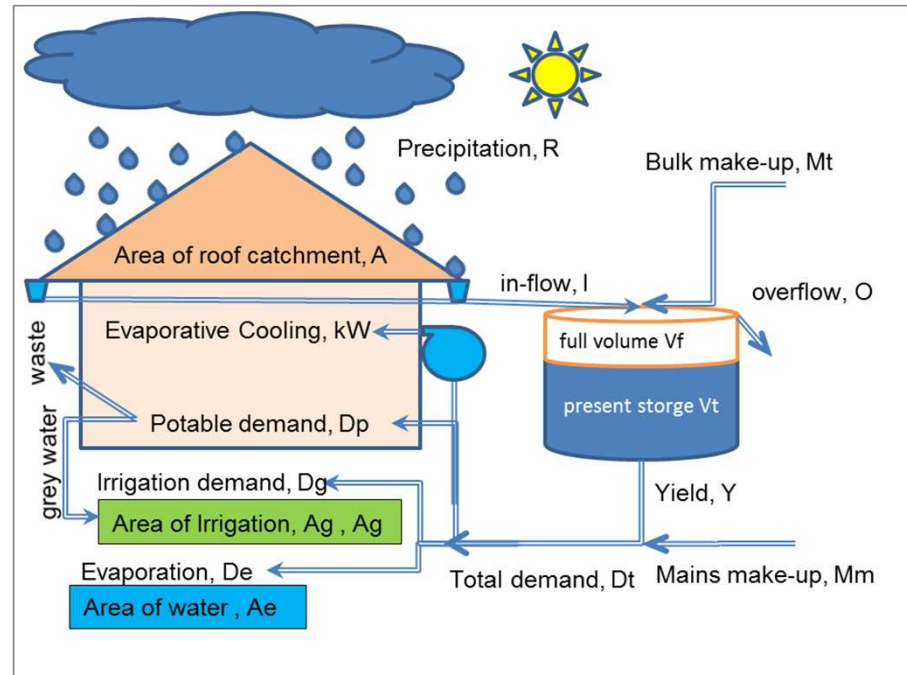 Precipitation, R
Bulk make-up, Mt
Area of roof catchment, A
in-flow, I
overflow, O
Evaporative Cooling, kW
full volume Vf
waste
present storge Vt
Potable demand, Dp
grey water
Irrigation demand, Dg
Yield, Y
Area of Irrigation, Ag , Ag
Evaporation, De
Total demand, Dt
Mains make-up, Mm
Area of water , Ae